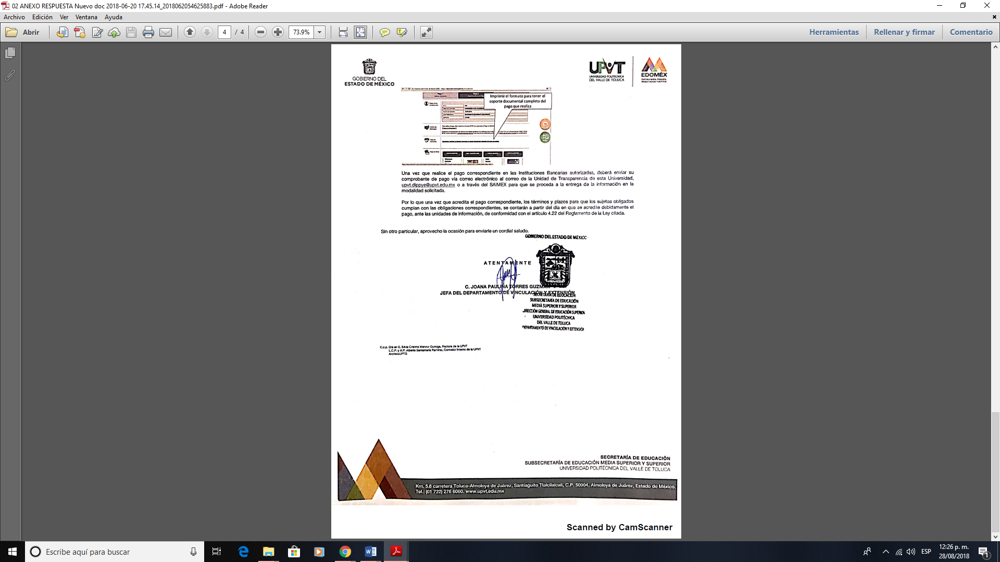 02 ANEXO RESPUESTA Nuevo doc 2018-06-20 17.45.14_2018062054625883.pdf - Adobe Reader
Archivo Edición Ver Ventana Ayuda
Abrir 4 / 4 73.9% Herramientas Rellenar y firmar Comentario
GOBIERNO DEL
ESTADO DE MÉXICO
UPVT
UNIVERSIDAD POLITÉCNICA
DEL VALLE DE TOLUCA
EDOMÉX
DECISIONES FIRMES,
RESULTADOS FUERTES.
Imprimir el formato para tener el
soporte documental completo del
pago que realiza
Una vez que realice el pago correspondiente en las Instituciones Bancarias autorizadas, deberá enviar su
comprobante de pago vía correo electrónico al correo de la Unidad de Transparencia de esta Universidad,
upvt.dippye@upvt.edu.mx o a través del SAIMEX para que se proceda a la entrega de la información en la
modalidad solicitada.
Por lo que una vez que acredita el pago correspondiente, los términos y plazos para que los sujetos obligados
cumplan con las obligaciones correspondientes, se contarán a partir del día en que se acredite debidamente el
pago, ante las unidades de información, de conformidad con el artículo 4.22 del Reglamento de la Ley citada.
Sin otro particular, aprovecho la ocasión para enviarle un cordial saludo.
GOBIERNO DEL ESTADO DE MÉXICO
ATENTAMENTE
C. JOANA PAULINA TORRES GUZMÁN
JEFA DEL DEPARTAMENTO DE VINCULACIÓN Y EXTENSIÓN
SECRETARÍA DE EDUCACIÓN
SUBSECRETARÍA DE EDUCACIÓN
MEDIA SUPERIOR Y SUPERIOR
DIRECCIÓN GENERAL DE EDUCACIÓN SUPERIOR
UNIVERSIDAD POLITÉCNICA
DEL VALLE DE TOLUCA
DEPARTAMENTO DE VINCULACIÓN Y EXTENSIÓN
C.c.p. Dra en E. Silvia Cristina Manzur Quiroga, Rectora de la UPVT
L.C.P. y A.P. Alberto Santamaría Ramírez, Contralor Interno de la UPVT
Archivo/JPTG
SECRETARÍA DE EDUCACIÓN
SUBSECRETARÍA DE EDUCACIÓN MEDIA SUPERIOR Y SUPERIOR
UNIVERSIDAD POLITÉCNICA DEL VALLE DE TOLUCA
Km. 5.6 carretera Toluca-Almoloya de Juárez, Santiaguito Tlalcilalcali, C.P. 50904, Almoloya de Juárez, Estado de México.
Tel.: (01 722) 276 6060. www.upvt.edu.mx
Scanned by CamScanner
Escribe aquí para buscar
ESP
12:26 p. m.
28/08/2018
1